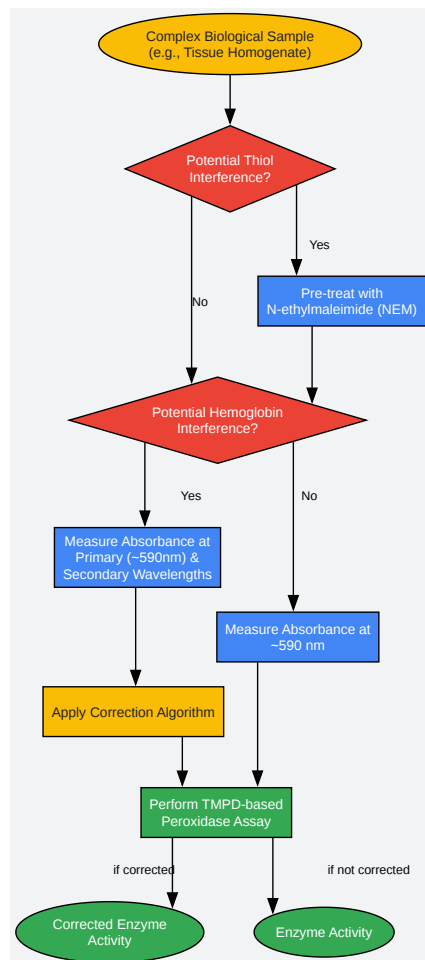 Complex Biological Sample
(e.g., Tissue Homogenate)
Potential Thiol
Interference?
Yes
Pre-treat with
N-ethylmaleimide (NEM)
No
Potential Hemoglobin
Interference?
Yes
No
Measure Absorbance at
Primary (~590nm) &
Secondary Wavelengths
Measure Absorbance at
~590 nm
Apply Correction Algorithm
Perform TMPD-based
Peroxidase Assay
if corrected
if not corrected
Corrected Enzyme
Activity
Enzyme Activity